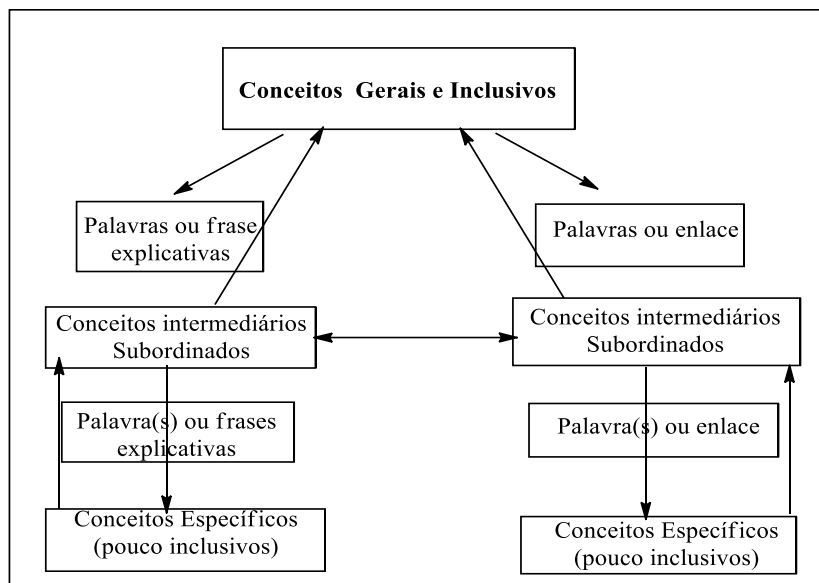 Conceitos Gerais e Inclusivos
Palavras ou frase
explicativas
Palavras ou enlace
Conceitos intermediários
Subordinados
Conceitos intermediários
Subordinados
Palavra(s) ou frases
explicativas
Palavra(s) ou enlace
Conceitos Específicos
(pouco inclusivos)
Conceitos Específicos
(pouco inclusivos)